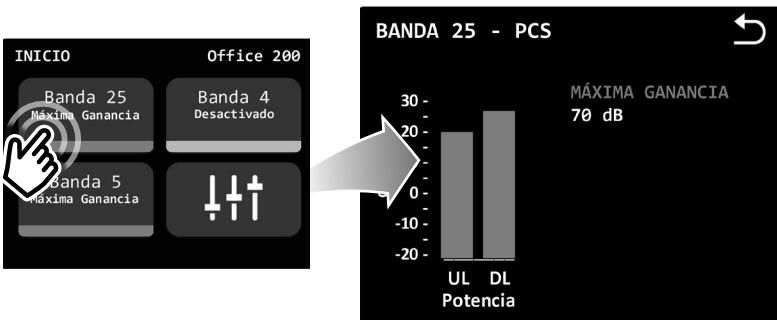 INICIO
Office 200
Banda 25
Máxima Ganancia
Banda 4
Desactivado
Banda 5
Máxima Ganancia
BANDA 25 - PCS
MÁXIMA GANANCIA
70 dB
30 -
20 -
0 -
-10 -
-20 -
UL DL
Potencia